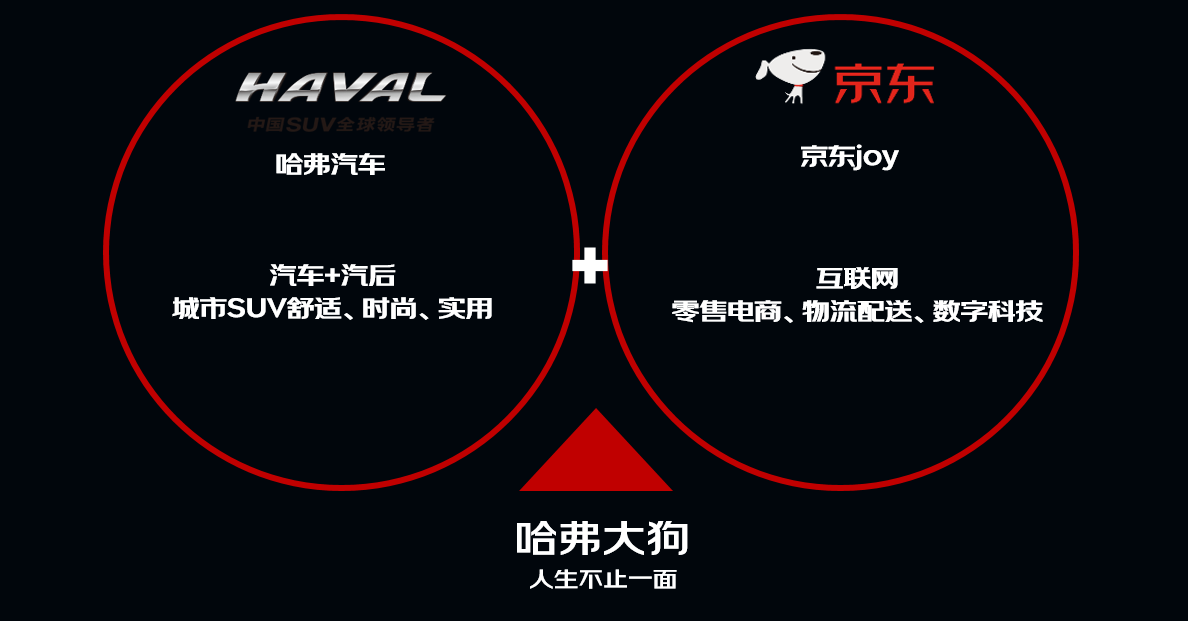 HAVAL
中国SUV全球领导者
哈弗汽车
汽车+汽后
城市SUV舒适、时尚、实用
+
京东
京东joy
互联网
零售电商、物流配送、数字科技
哈弗大狗
人生不止一面